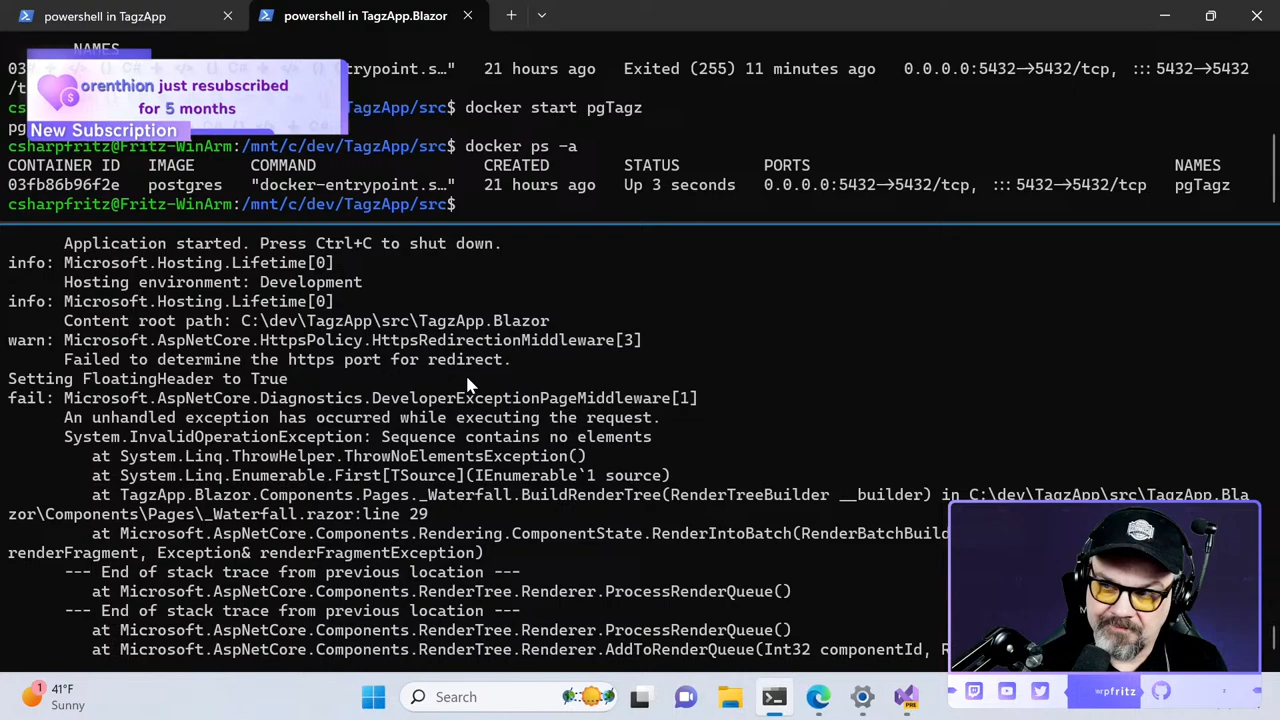 powershell in TagzApp
powershell in TagzApp.Blazor
NAMES
03
ntrypoint.s…" 21 hours ago Exited (255) 11 minutes ago 0.0.0.0:5432->5432/tcp, :::5432->5432
/t
orenthion just resubscribed
for 5 months
New Subscription
cs
TagzApp/src$ docker start pgTagz
pg
csharpfritz@Fritz-WinArm:/mnt/c/dev/TagzApp/src$ docker ps -a
CONTAINER ID IMAGE COMMAND CREATED STATUS PORTS NAMES
03fb86b96f2e postgres "docker-entrypoint.s…" 21 hours ago Up 3 seconds 0.0.0.0:5432->5432/tcp, :::5432->5432/tcp pgTagz
csharpfritz@Fritz-WinArm:/mnt/c/dev/TagzApp/src$
Application started. Press Ctrl+C to shut down.
info: Microsoft.Hosting.Lifetime[0]
Hosting environment: Development
info: Microsoft.Hosting.Lifetime[0]
Content root path: C:\dev\TagzApp\src\TagzApp.Blazor
warn: Microsoft.AspNetCore.HttpsPolicy.HttpsRedirectionMiddleware[3]
Failed to determine the https port for redirect.
Setting FloatingHeader to True
fail: Microsoft.AspNetCore.Diagnostics.DeveloperExceptionPageMiddleware[1]
An unhandled exception has occurred while executing the request.
System.InvalidOperationException: Sequence contains no elements
at System.Linq.ThrowHelper.ThrowNoElementsException()
at System.Linq.Enumerable.First[TSource](IEnumerable`1 source)
at TagzApp.Blazor.Components.Pages._Waterfall.BuildRenderTree(RenderTreeBuilder __builder) in C:\dev\TagzApp\src\TagzApp.Bla
zor\Components\Pages\_Waterfall.razor:line 29
at Microsoft.AspNetCore.Components.Rendering.ComponentState.RenderIntoBatch(RenderBatchBuil
renderFragment, Exception& renderFragmentException)
--- End of stack trace from previous location ---
at Microsoft.AspNetCore.Components.RenderTree.Renderer.ProcessRenderQueue()
--- End of stack trace from previous location ---
at Microsoft.AspNetCore.Components.RenderTree.Renderer.ProcessRenderQueue()
at Microsoft.AspNetCore.Components.RenderTree.Renderer.AddToRenderQueue(Int32 componentId, R
1
41°F
Sunny
Search
PRE
rpfritz